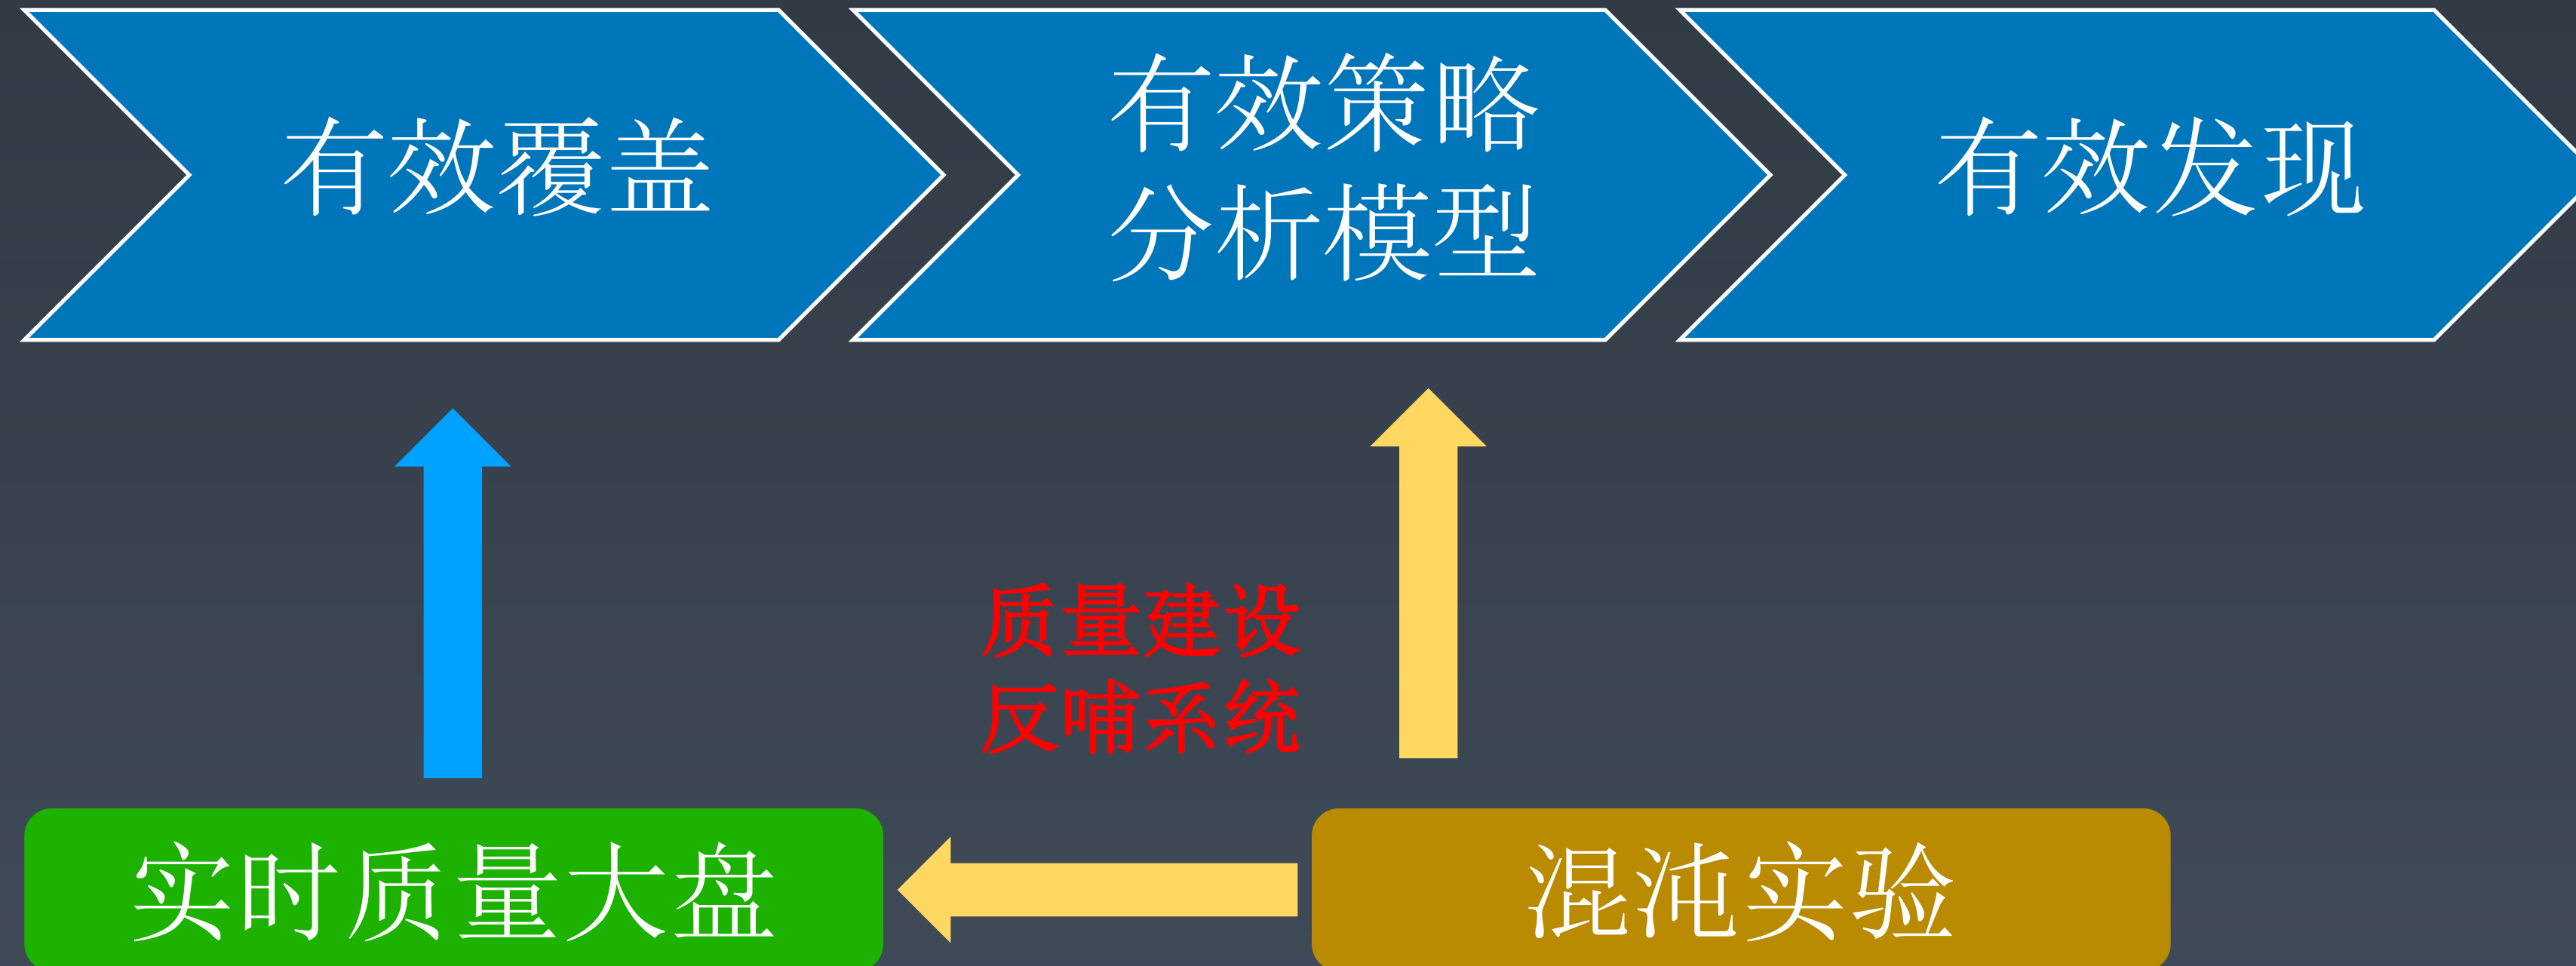 有效覆盖
有效策略
分析模型
有效发现
质量建设
反哺系统
实时质量大盘
混沌实验